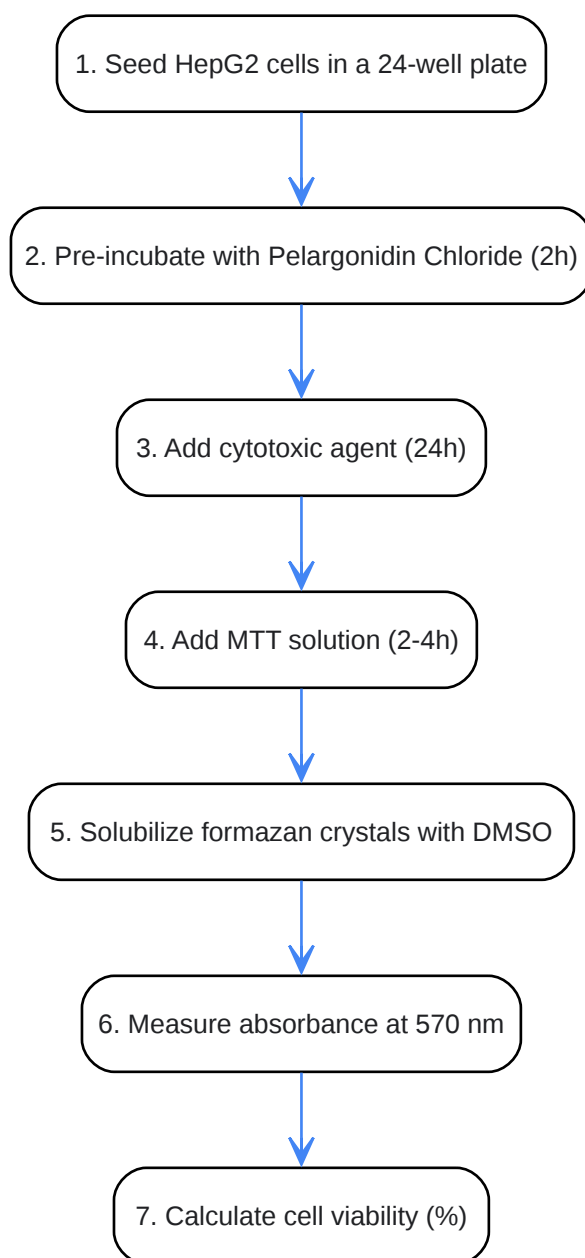 1. Seed HepG2 cells in a 24-well plate
2. Pre-incubate with Pelargonidin Chloride (2h)
3. Add cytotoxic agent (24h)
4. Add MTT solution (2-4h)
5. Solubilize formazan crystals with DMSO
6. Measure absorbance at 570 nm
7. Calculate cell viability (%)